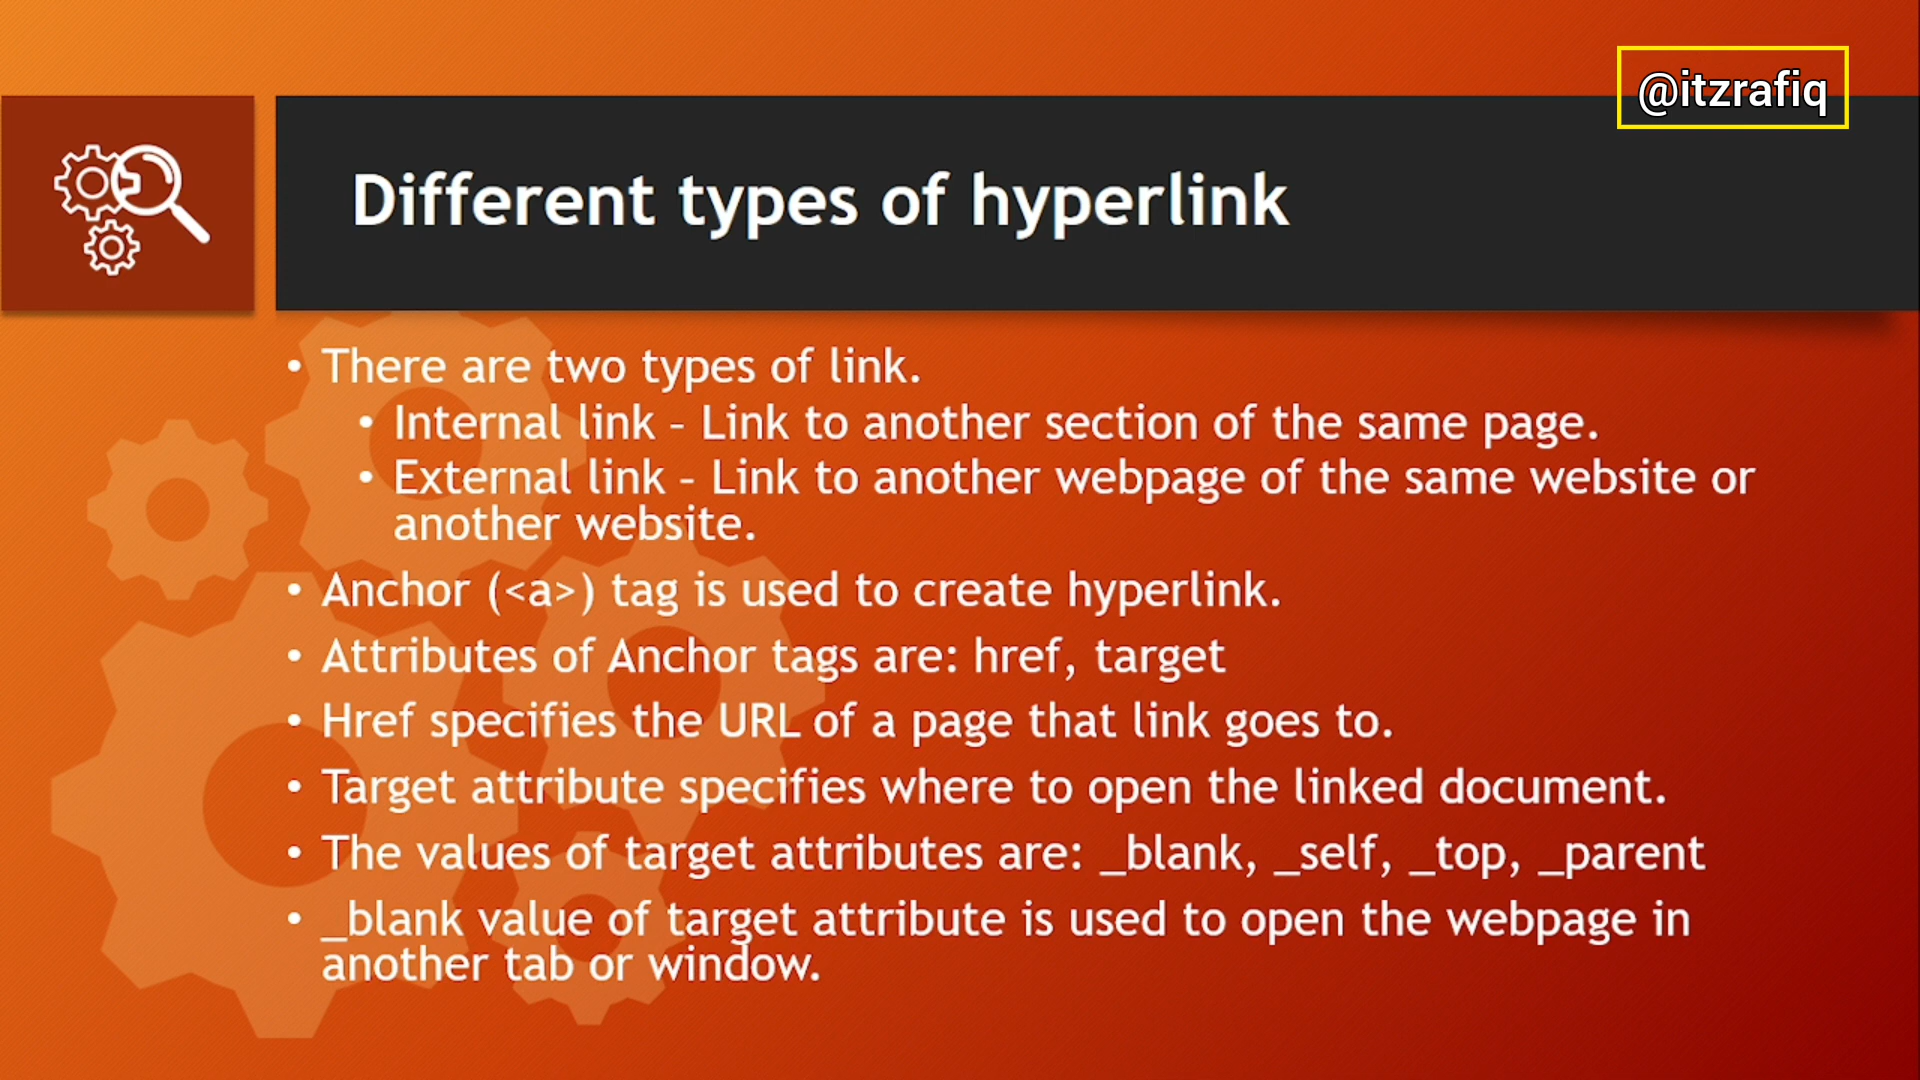 @itzrafiq
Different types of hyperlink
• There are two types of link.
• Internal link – Link to another section of the same page.
• External link – Link to another webpage of the same website or
another website.
• Anchor (<a>) tag is used to create hyperlink.
• Attributes of Anchor tags are: href, target
• Href specifies the URL of a page that link goes to.
• Target attribute specifies where to open the linked document.
• The values of target attributes are: _blank, _self, _top, _parent
• _blank value of target attribute is used to open the webpage in
another tab or window.